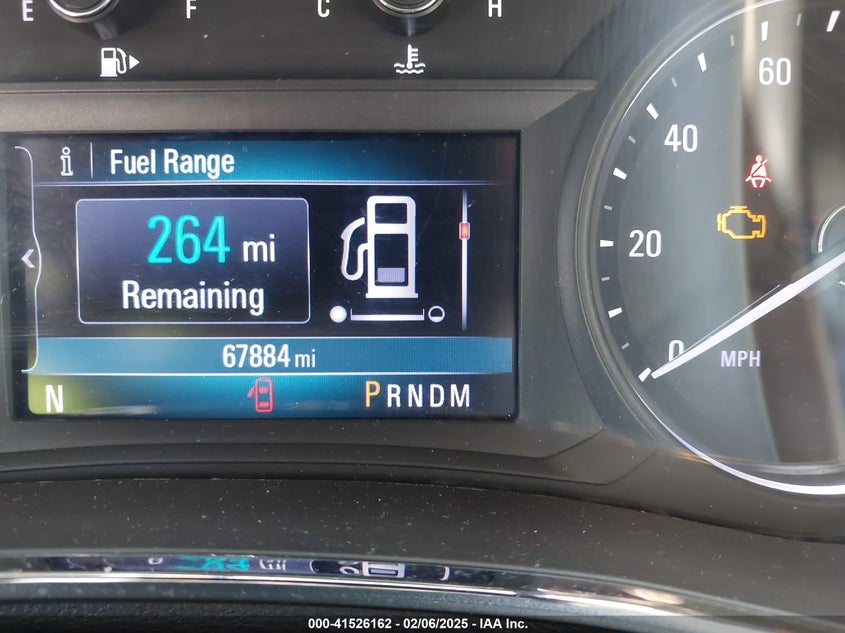 E F C H
60
40
20
0
MPH
i Fuel Range
264 mi
Remaining
67884 mi
N PRNDM
000-41526162 - 02/06/2025 - IAA Inc.